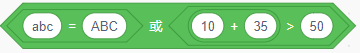 abc = ABC 或 10 + 35 > 50